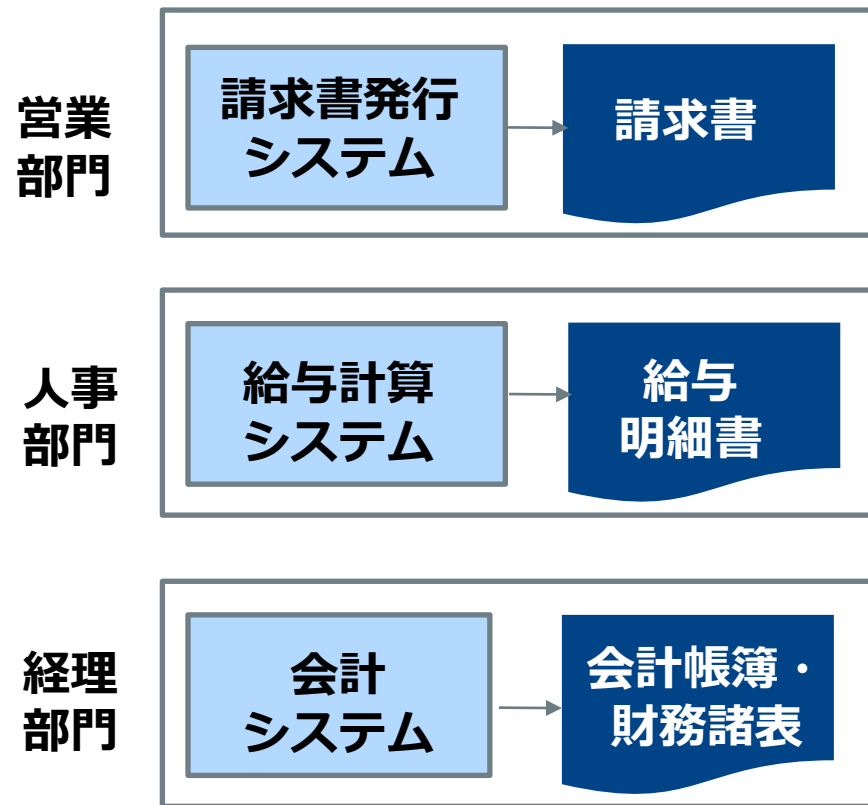 営業
部門
請求書発行
システム
請求書
人事
部門
給与計算
システム
給与
明細書
経理
部門
会計
システム
会計帳簿・
財務諸表